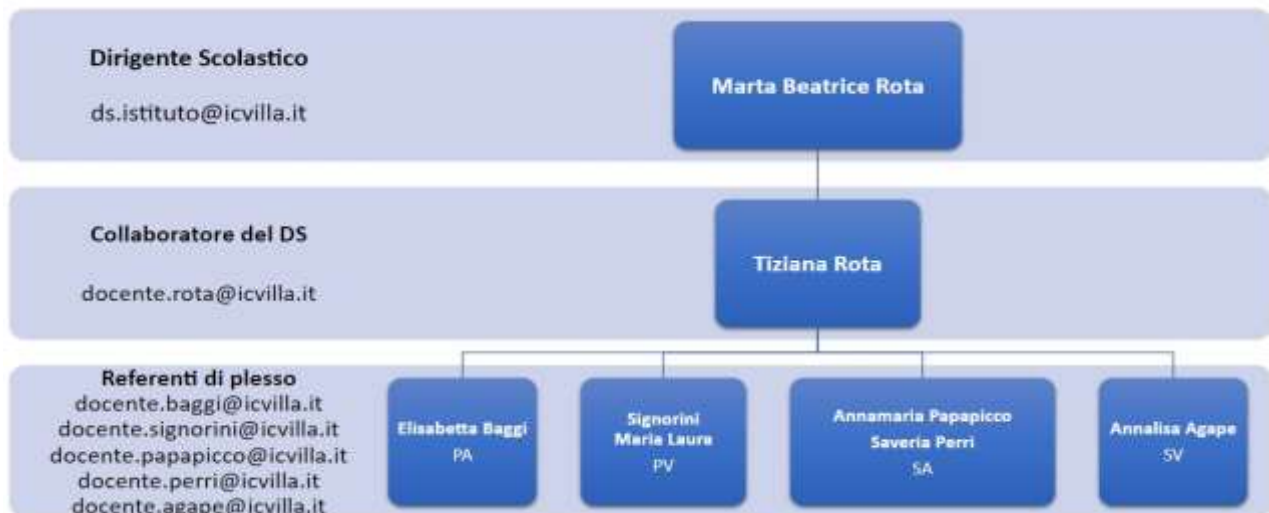 Dirigente Scolastico
ds.istituto@icvilla.it
Marta Beatrice Rota
Collaboratore del DS
docente.rota@icvilla.it
Tiziana Rota
Referenti di plesso
docente.baggi@icvilla.it
docente.signorini@icvilla.it
docente.papapicco@icvilla.it
docente.perri@icvilla.it
docente.agape@icvilla.it
Elisabetta Baggi
PA
Signorini
Maria Laura
PV
Annamaria Papapicco
Saveria Perri
SA
Annalisa Agape
SV